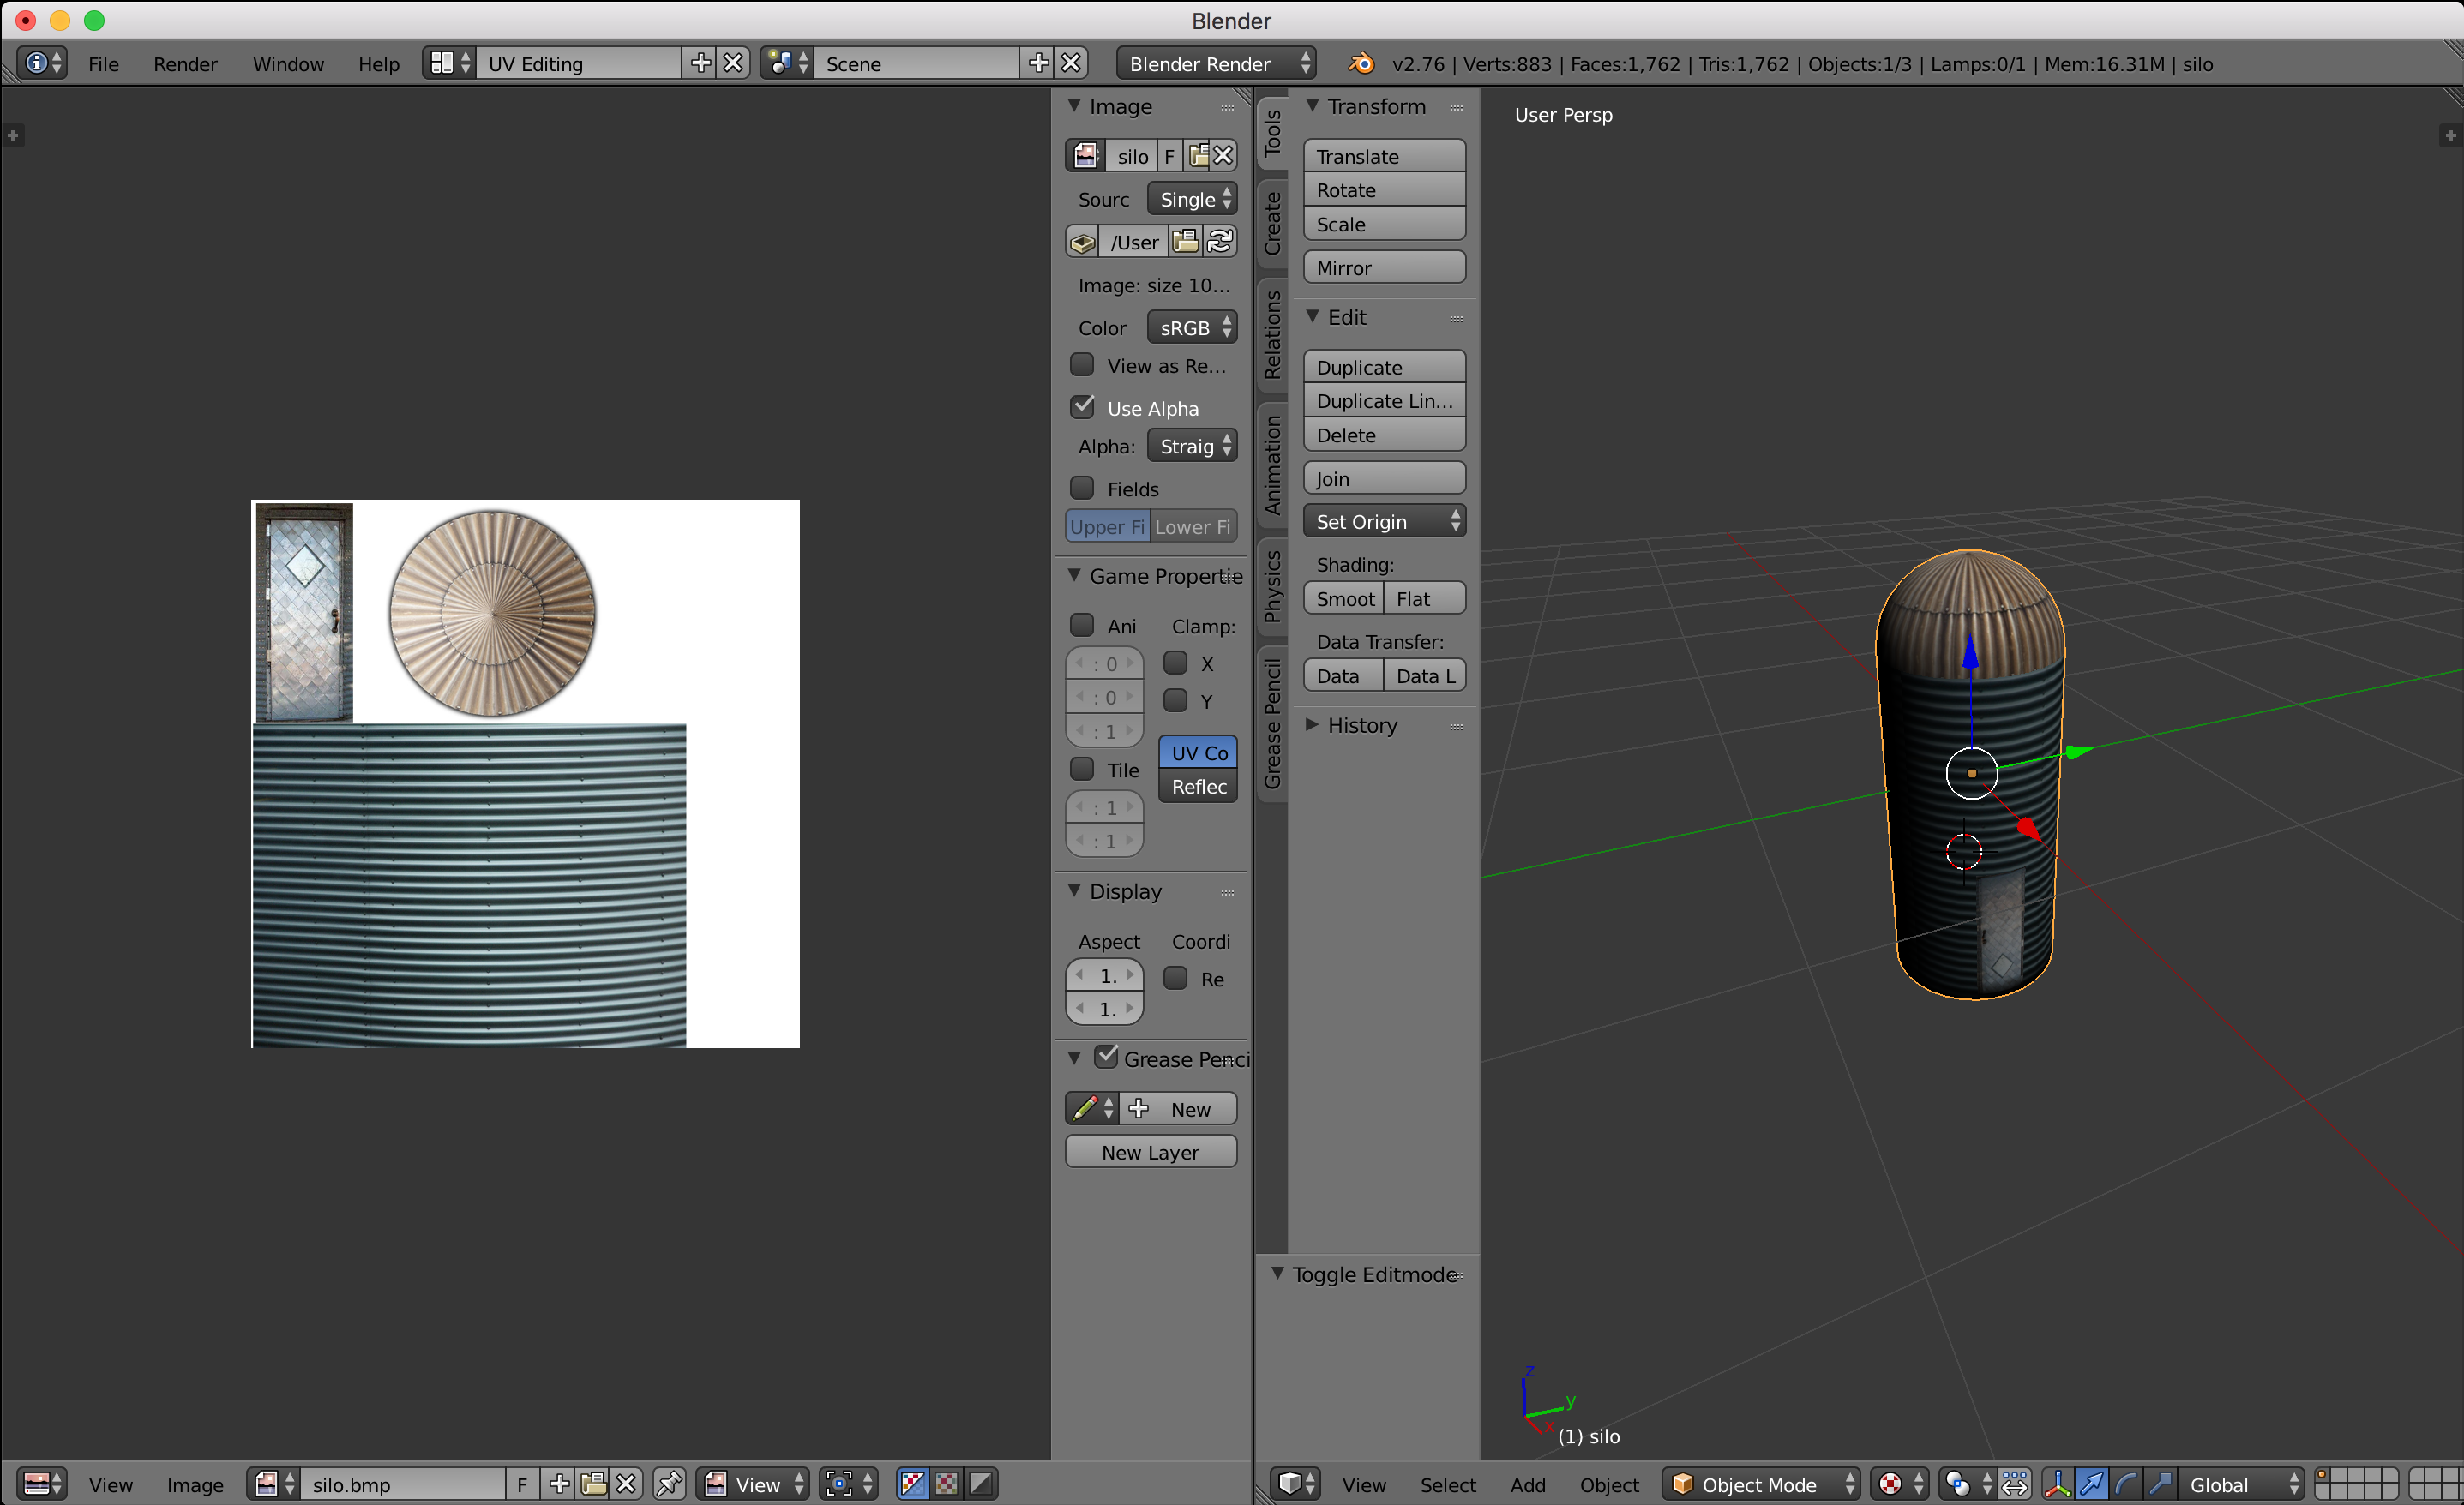 Blender
File Render Window Help UV Editing Scene Blender Render v2.76 | Verts:883 | Faces:1,762 | Tris:1,762 | Objects:1/3 | Lamps:0/1 | Mem:16.31M | silo
Image
silo F
Sourc Single
/User
Image: size 10...
Color sRGB
View as Re...
Use Alpha
Alpha: Straig
Fields
Upper Fi Lower Fi
Game Propertie
Ani Clamp:
: 0 X
: 0 Y
: 1
UV Co
Tile
Reflec
: 1
: 1
Display
Aspect Coordi
1. Re
1.
Grease Penci
New
New Layer
Tools
Create
Relations
Animation
Physics
Grease Pencil
Transform
Translate
Rotate
Scale
Mirror
Edit
Duplicate
Duplicate Lin...
Delete
Join
Set Origin
Shading:
Smoot Flat
Data Transfer:
Data Data L
History
Toggle Editmode
User Persp
z
y
x
(1) silo
View Image silo.bmp F View
View Select Add Object Object Mode Global